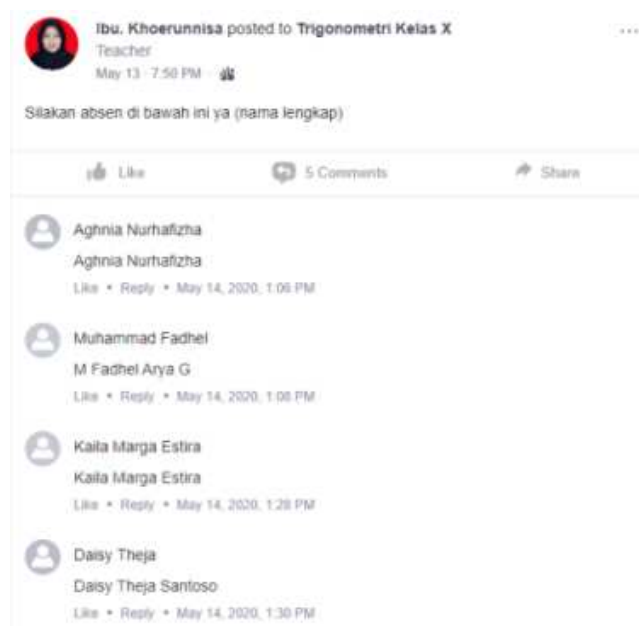 Ibu. Khoerunnisa posted to Trigonometri Kelas X
Teacher
May 13 · 7:50 PM
Silakan absen di bawah ini ya (nama lengkap)
Like 5 Comments Share
Aghnia Nurhafizha
Aghnia Nurhafizha
Like • Reply • May 14, 2020, 1:06 PM
Muhammad Fadhel
M Fadhel Arya G
Like • Reply • May 14, 2020, 1:08 PM
Kaila Marga Estira
Kaila Marga Estira
Like • Reply • May 14, 2020, 1:28 PM
Daisy Theja
Daisy Theja Santoso
Like • Reply • May 14, 2020, 1:30 PM